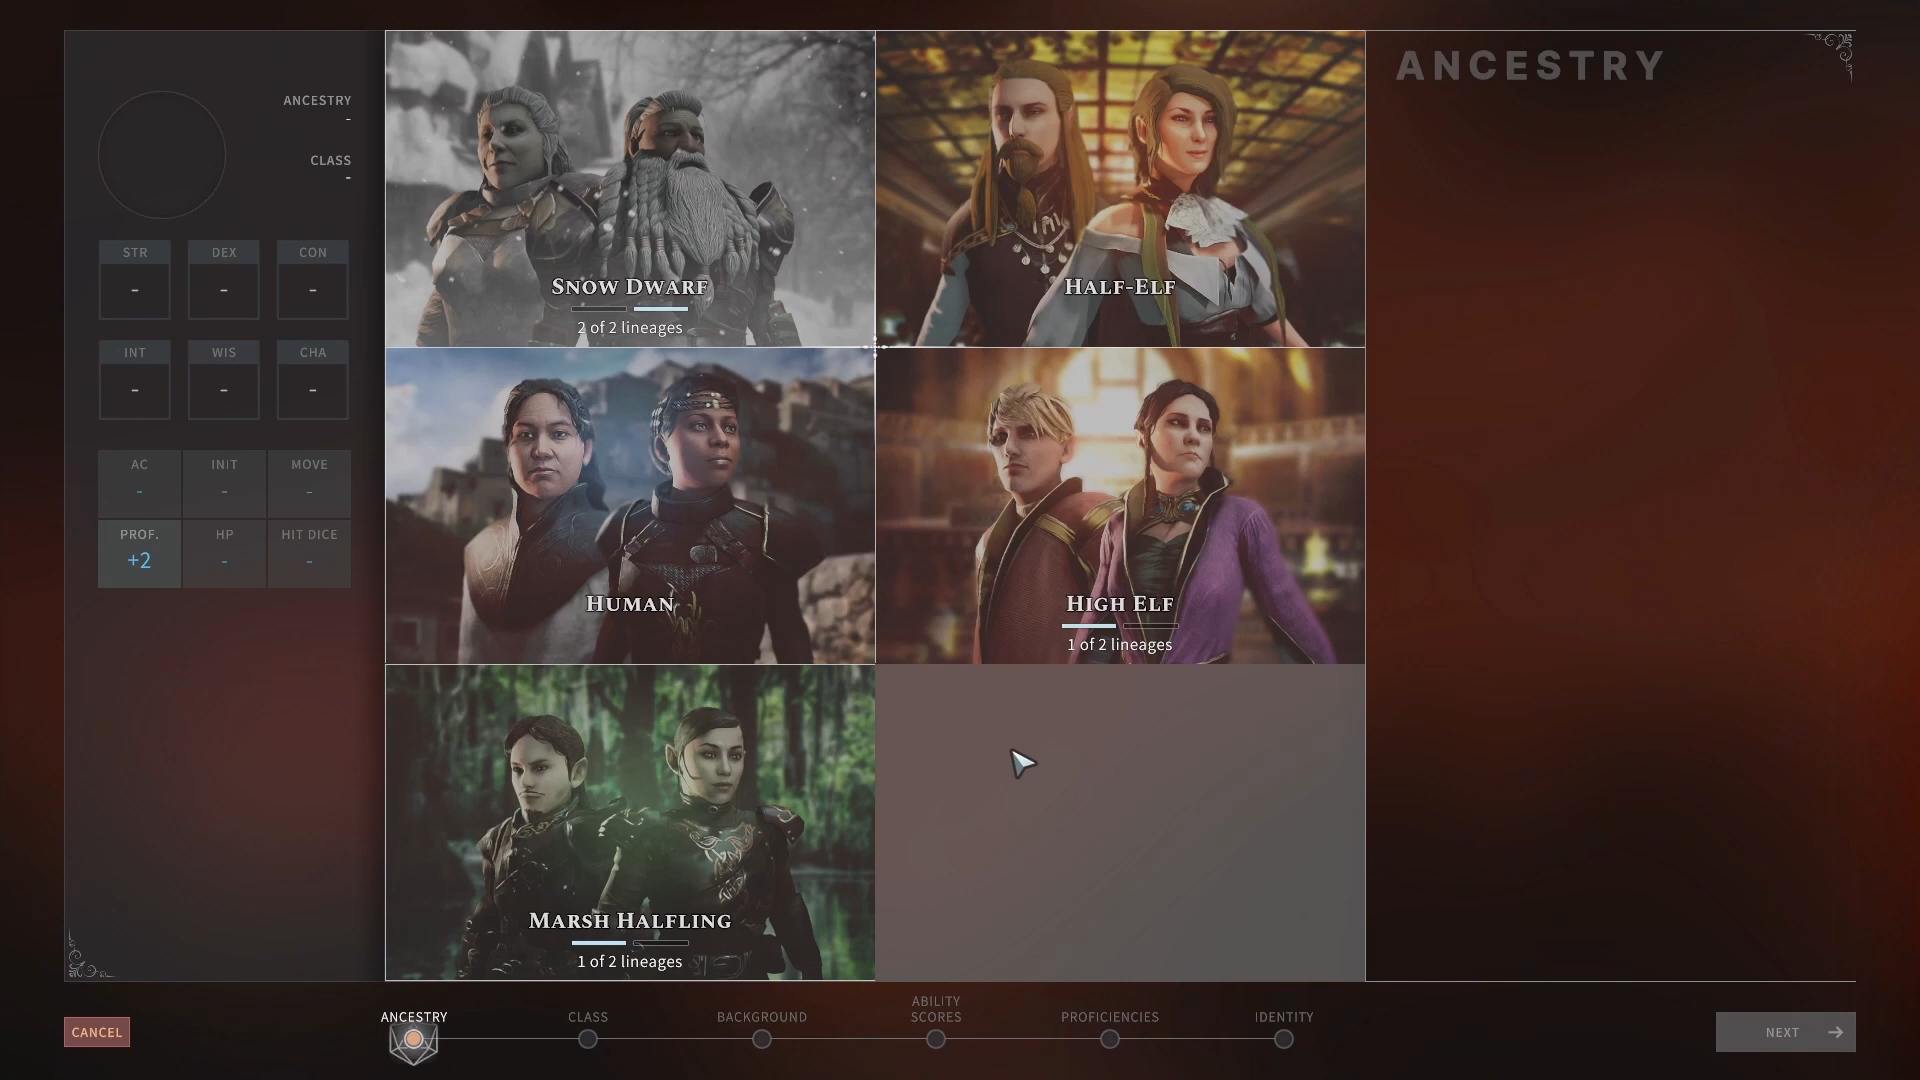 ANCESTRY
-
CLASS
-
STR
DEX
CON
-
-
-
INT
WIS
CHA
-
-
-
AC
INIT
MOVE
-
-
-
PROF.
HP
HIT DICE
+2
-
-
Snow Dwarf
2 of 2 lineages
Half-Elf
Human
High Elf
1 of 2 lineages
Marsh Halfling
1 of 2 lineages
ANCESTRY
CANCEL
ANCESTRY
CLASS
BACKGROUND
ABILITY
SCORES
PROFICIENCIES
IDENTITY
NEXT